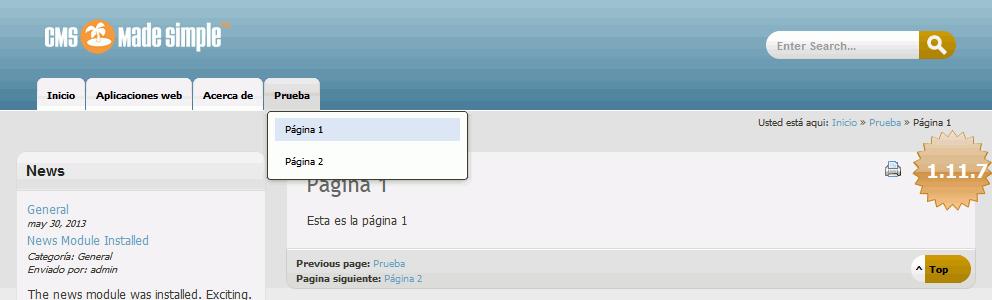 CMS Made Simple
Enter Search...
Inicio Aplicaciones web Acerca de Prueba
Usted está aqui: Inicio » Prueba » Página 1
Página 1
Página 2
1.11.7
News
Página 1
General
may 30, 2013
Esta es la página 1
News Module Installed
Categoría: General
Enviado por: admin
Previous page: Prueba
Pagina siguiente: Página 2
^ Top
The news module was installed. Exciting.